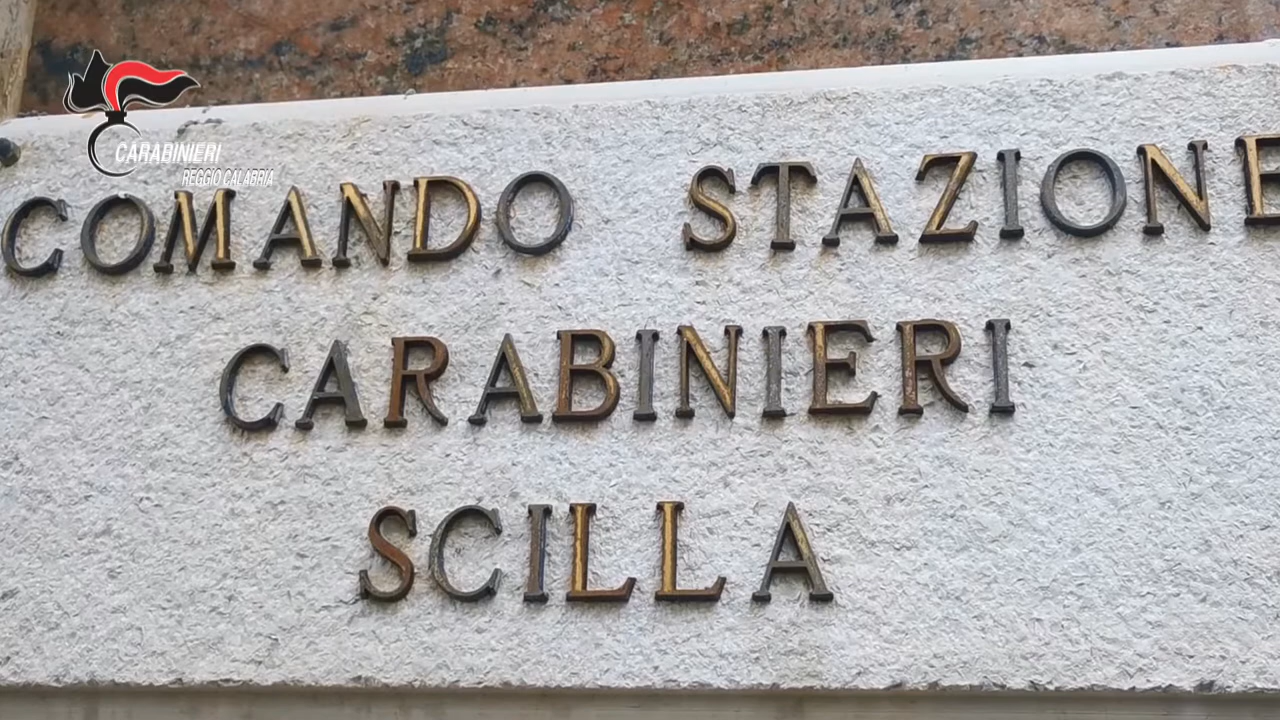 CARABINIERI
REGGIO CALABRIA
COMANDO STAZIONE
CARABINIERI
SCILLA